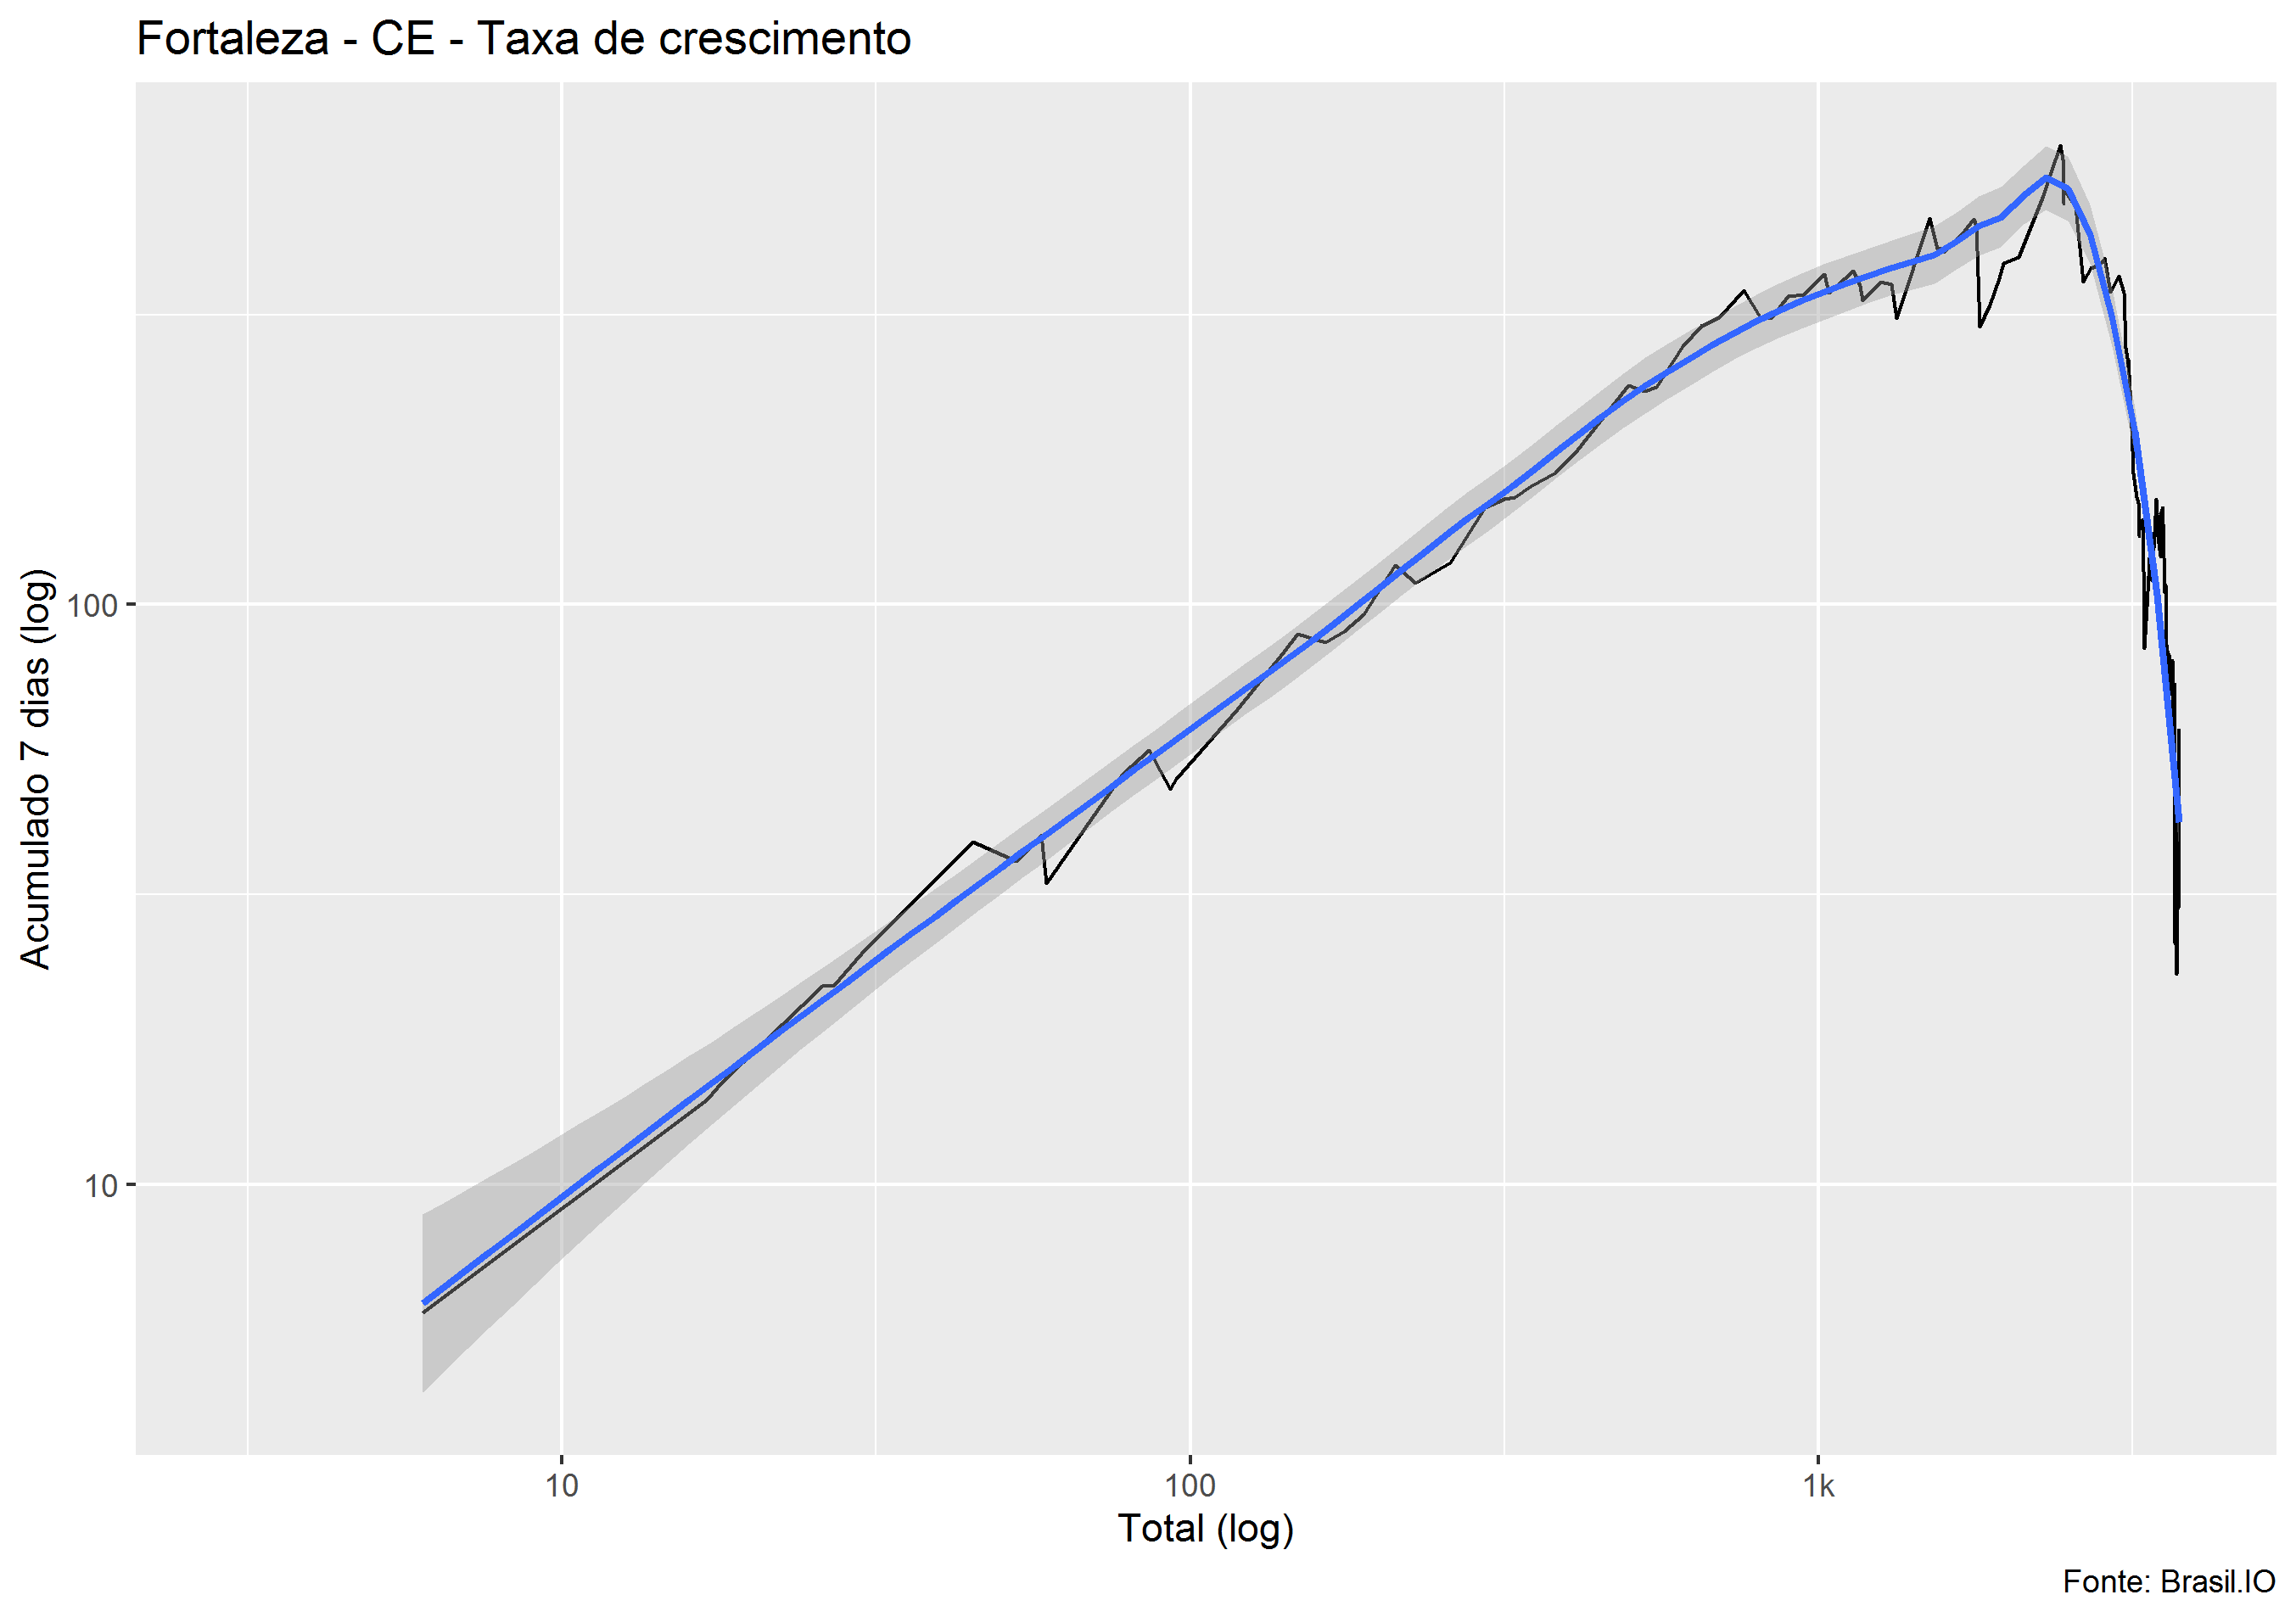 Fortaleza - CE - Taxa de crescimento
Acumulado 7 dias (log)
100
10
10
100
1k
Total (log)
Fonte: Brasil.IO